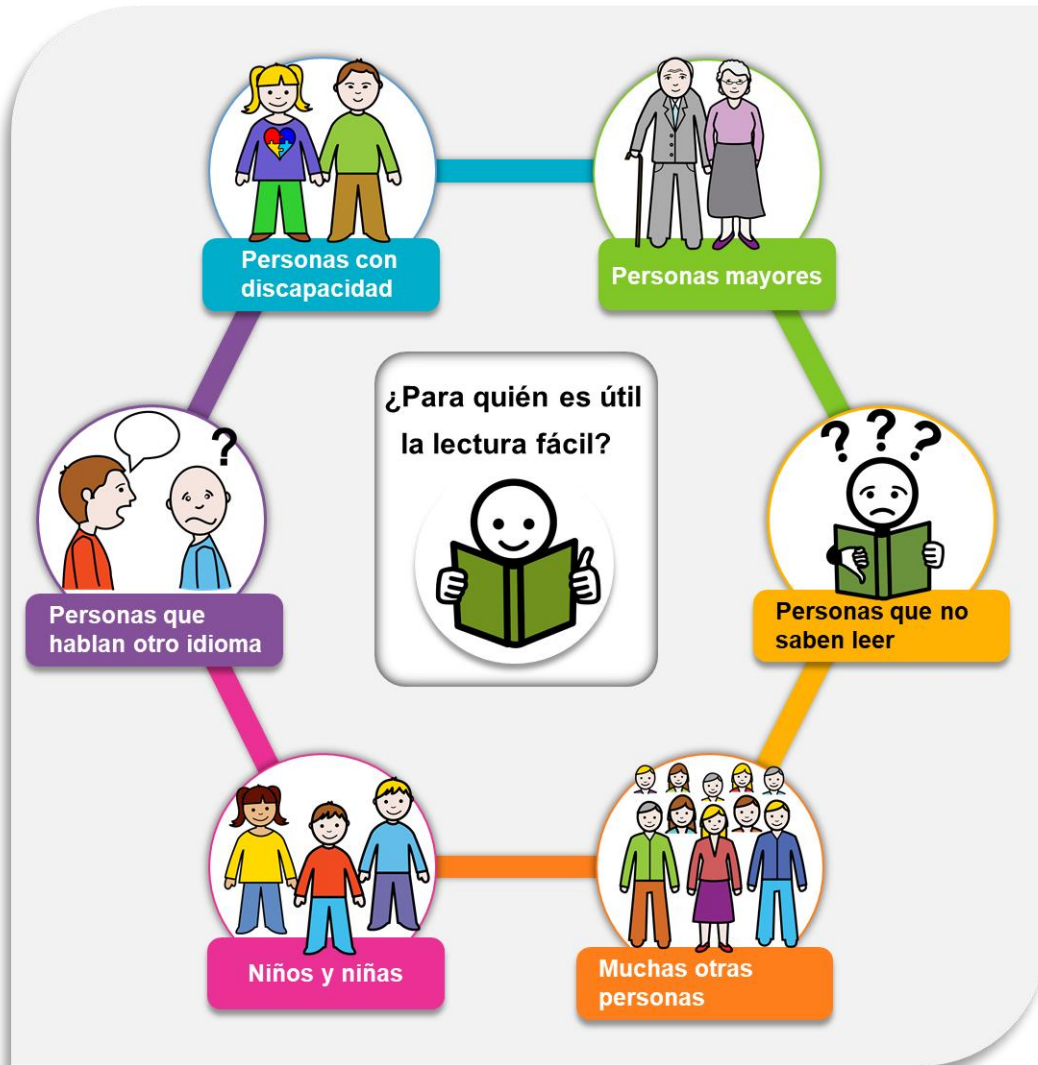 Personas con
discapacidad
Personas mayores
¿Para quién es útil
la lectura fácil?
?
? ? ?
Personas que
hablan otro idioma
Personas que no
saben leer
Niños y niñas
Muchas otras
personas